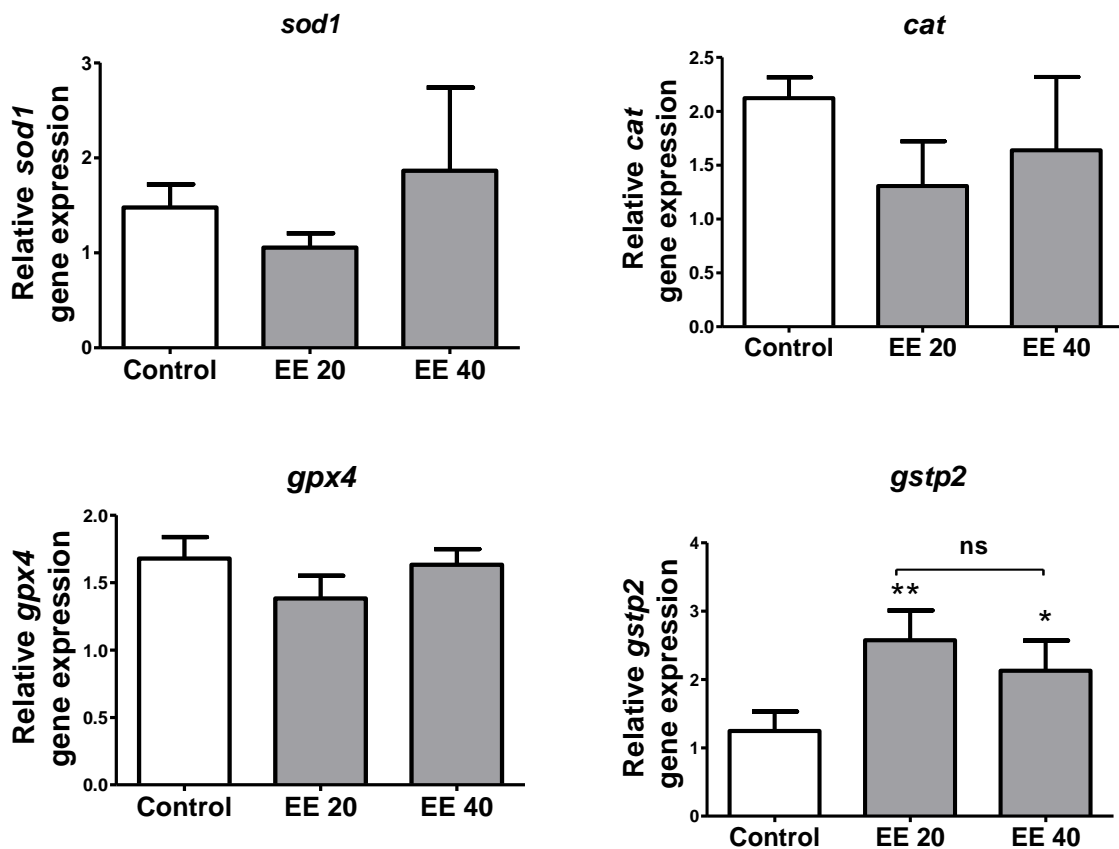 sod1
Relative sod1
gene expression
3
2
1
0
Control EE 20 EE 40
cat
Relative cat
gene expression
2.5
2.0
1.5
1.0
0.5
0.0
Control EE 20 EE 40
gpx4
Relative gpx4
gene expression
2.0
1.5
1.0
0.5
0.0
Control EE 20 EE 40
gstp2
Relative gstp2
gene expression
4
3
2
1
0
ns
**
*
Control EE 20 EE 40